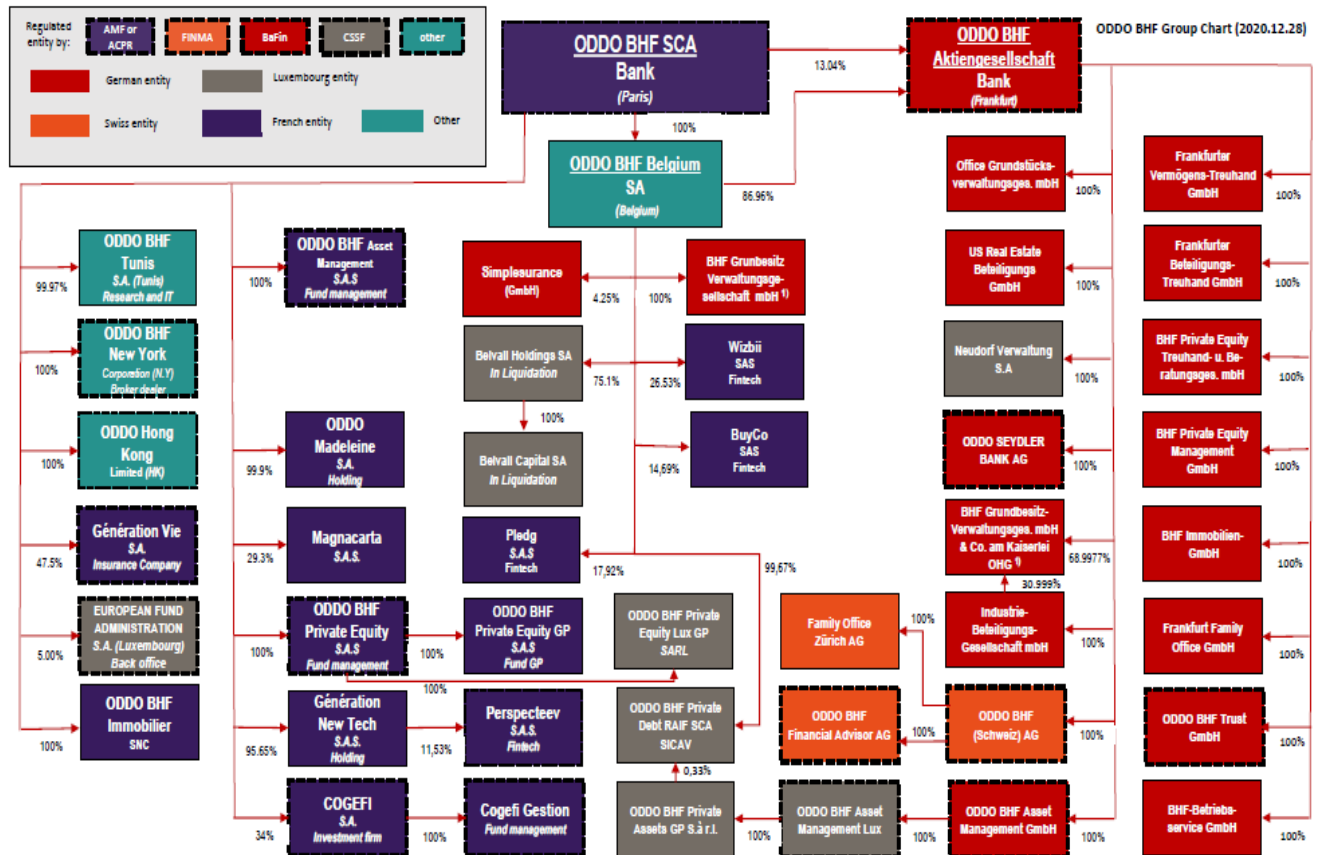 Regulated
entity by:
AMF or
ACPR
FINMA
BaFin
CSSF
other
German entity
Luxembourg entity
Swiss entity
French entity
Other
ODDO BHF Group Chart (2020.12.28)
ODDO BHF SCA
Bank
(Paris)
13.04%
ODDO BHF
Aktiengesellschaft
Bank
(Frankfurt)
100%
ODDO BHF Belgium
SA
(Belgium)
86.96%
ODDO BHF
Tunis
S.A. (Tunis)
Research and IT
99.97%
ODDO BHF
New York
Corporation (N.Y)
Broker dealer
100%
ODDO Hong
Kong
Limited (HK)
100%
Génération Vie
S.A.
Insurance Company
47.5%
EUROPEAN FUND
ADMINISTRATION
S.A. (Luxembourg)
Back office
5.00%
ODDO BHF
Immobilier
SNC
100%
ODDO BHF Asset
Management
S.A.S
Fund management
100%
ODDO
Madeleine
S.A.
Holding
99.9%
Magnacarta
S.A.S.
29.3%
ODDO BHF
Private Equity
S.A.S
Fund management
100%
ODDO BHF
Private Equity GP
S.A.S
Fund GP
100%
100%
Génération
New Tech
S.A.S.
Holding
95.65%
Perspecteev
S.A.S.
Fintech
11,53%
COGEFI
S.A.
Investment firm
34%
Cogefi Gestion
Fund management
100%
Simplesurance
(GmbH)
4.25%
BHF Grunbesitz
Verwaltungsge-
sellschaft mbH 1)
100%
Belvall Holdings SA
In Liquidation
75.1%
Wizbii
SAS
Fintech
26.53%
100%
Belvall Capital SA
In Liquidation
BuyCo
SAS
Fintech
14,69%
Pledg
S.A.S
Fintech
17,92%
99,67%
ODDO BHF Private
Equity Lux GP
SARL
ODDO BHF Private
Debt RAIF SCA
SICAV
0,33%
ODDO BHF Private
Assets GP S.à r.l.
100%
ODDO BHF Asset
Management Lux
100%
ODDO BHF Asset
Management GmbH
100%
Family Office
Zürich AG
100%
ODDO BHF
Financial Advisor AG
100%
ODDO BHF
(Schweiz) AG
100%
Office Grundstücks-
verwaltungsges. mbH
100%
US Real Estate
Beteiligungs
GmbH
100%
Neudorf Verwaltung
S.A
100%
ODDO SEYDLER
BANK AG
100%
BHF Grundbesitz-
Verwaltungsges. mbH
& Co. am Kaiserlei
OHG 1)
68.9977%
30.999%
Industrie-
Beteiligungs-
Gesellschaft mbH
100%
Frankfurter
Vermögens-Treuhand
GmbH
100%
Frankfurter
Beteiligungs-
Treuhand GmbH
100%
BHF Private Equity
Treuhand- u. Be-
ratungsges. mbH
100%
BHF Private Equity
Management
GmbH
100%
BHF Immobilien-
GmbH
100%
Frankfurt Family
Office GmbH
100%
ODDO BHF Trust
GmbH
100%
BHF-Betriebs-
service GmbH
100%